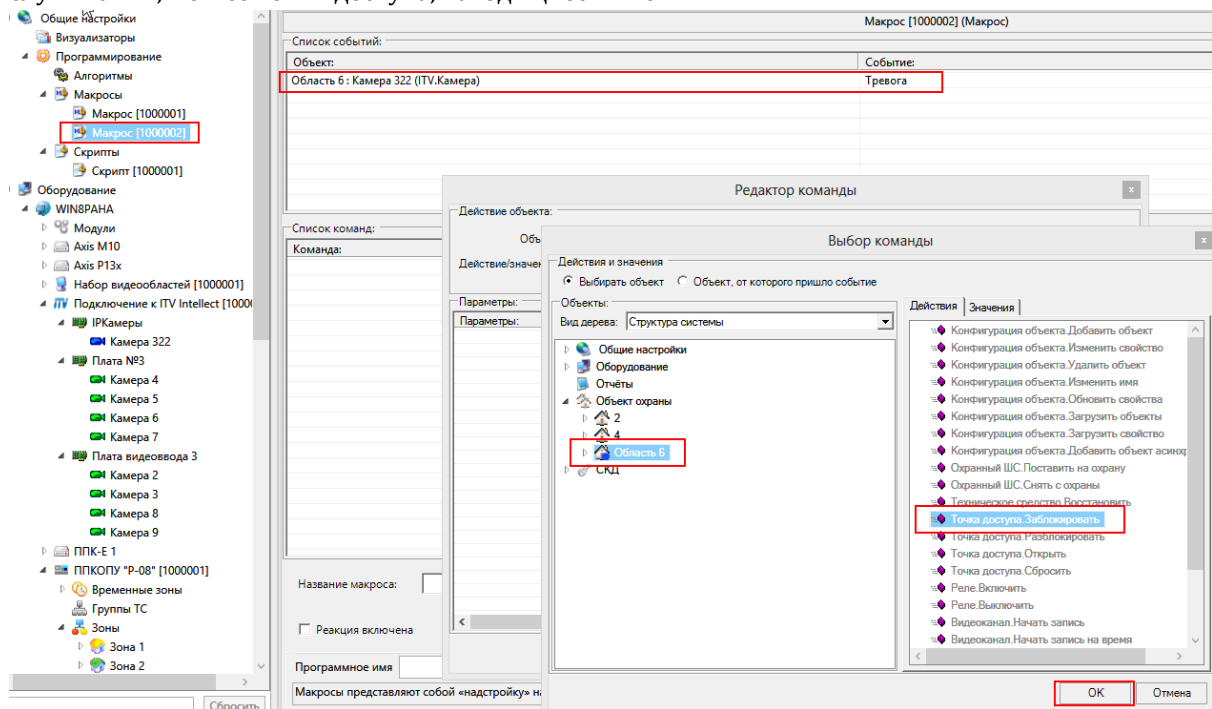 Общие настройки
Визуализаторы
Программирование
Алгоритмы
Макросы
Макрос [1000001]
Макрос [1000002]
Скрипты
Скрипт [1000001]
Оборудование
WIN8PAHA
Модули
Axis M10
Axis P13x
Набор видеообластей [1000001]
ITV Подключение к ITV Intellect [1000
IPКамеры
Камера 322
Плата №3
Камера 4
Камера 5
Камера 6
Камера 7
Плата видеоввода 3
Камера 2
Камера 3
Камера 8
Камера 9
ППК-Е 1
ППКОПУ "Р-08" [1000001]
Временные зоны
Группы ТС
Зоны
Зона 1
Зона 2
Сбросить
Макрос [1000002] (Макрос)
Список событий:
Объект: Событие:
Область 6 : Камера 322 (ITV.Камера) Тревога
Список команд:
Команда:
Название макроса:
Реакция включена
Программное имя
Макросы представляют собой «надстройку» н
Редактор команды
x
Действие объекта:
Объ
Действие/значен
Параметры:
Параметры:
Выбор команды
x
Действия и значения
Выбирать объект Объект, от которого пришло событие
Объекты:
Вид дерева: Структура системы
Общие настройки
Оборудование
Отчёты
Объект охраны
2
4
Область 6
СКД
Действия Значения
Конфигурация объекта.Добавить объект
Конфигурация объекта.Изменить свойство
Конфигурация объекта.Удалить объект
Конфигурация объекта.Изменить имя
Конфигурация объекта.Обновить свойства
Конфигурация объекта.Загрузить объекты
Конфигурация объекта.Загрузить свойство
Конфигурация объекта.Добавить объект асинхр
Охранный ШС.Поставить на охрану
Охранный ШС.Снять с охраны
Техническое средство.Восстановить
Точка доступа.Заблокировать
Точка доступа.Разблокировать
Точка доступа.Открыть
Точка доступа.Сбросить
Реле.Включить
Реле.Выключить
Видеоканал.Начать запись
Видеоканал.Начать запись на время
OK Отмена